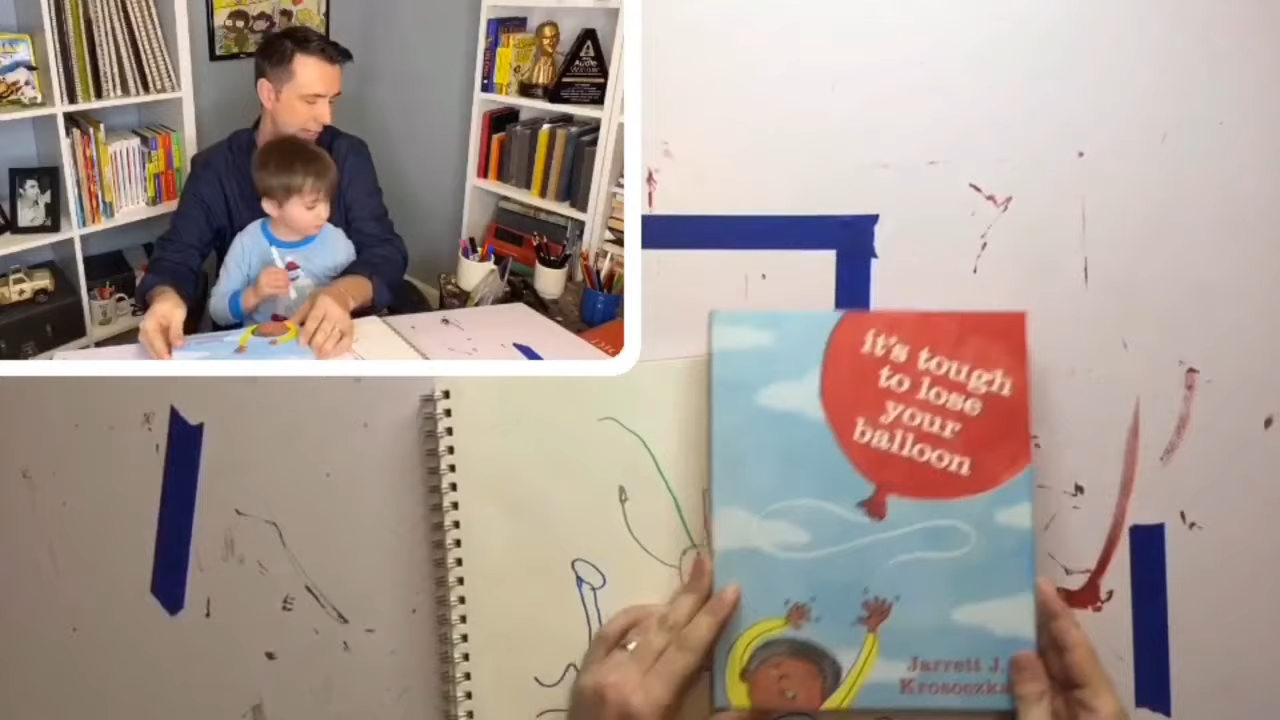 it's tough
to lose
your
balloon
Jarrett J.
Krosoczka